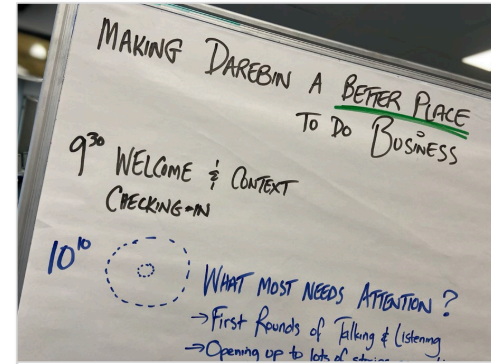 MAKING DAREBIN A BETTER PLACE
TO DO BUSINESS
9³⁰ WELCOME & CONTEXT
CHECKING-IN
10¹⁰ WHAT MOST NEEDS ATTENTION?
→ First Rounds of Talking & Listening
→ Opening up to lots of